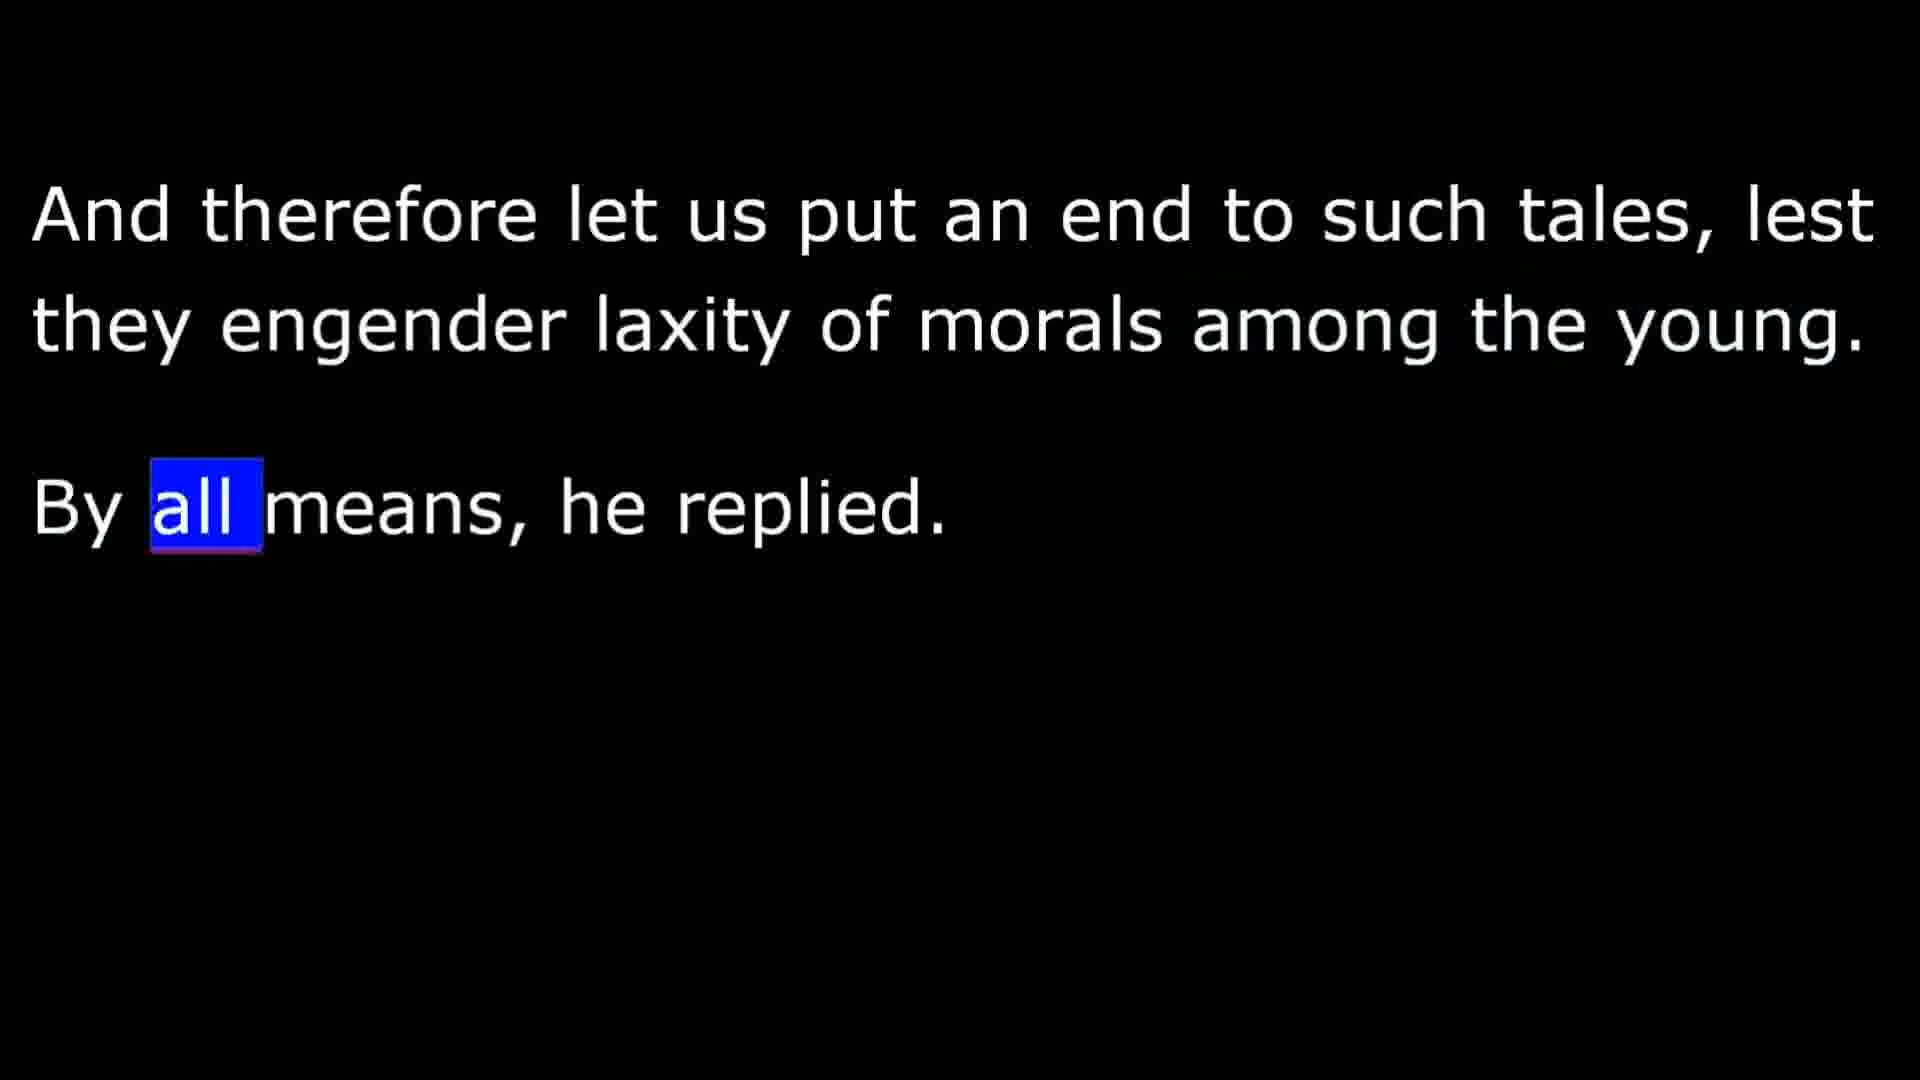 And therefore let us put an end to such tales, lest
they engender laxity of morals among the young.
By all means, he replied.